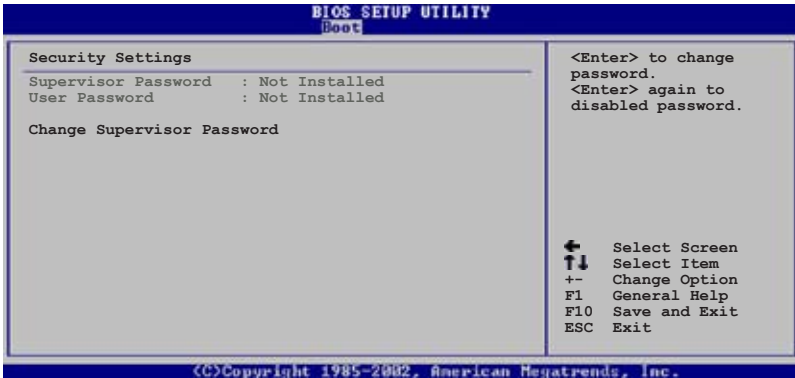 BIOS SETUP UTILITY
Boot
Security Settings
Supervisor Password : Not Installed
User Password : Not Installed
Change Supervisor Password
<Enter> to change
password.
<Enter> again to
disabled password.
← Select Screen
↑↓ Select Item
+- Change Option
F1 General Help
F10 Save and Exit
ESC Exit
(C)Copyright 1985-2002, American Megatrends, Inc.